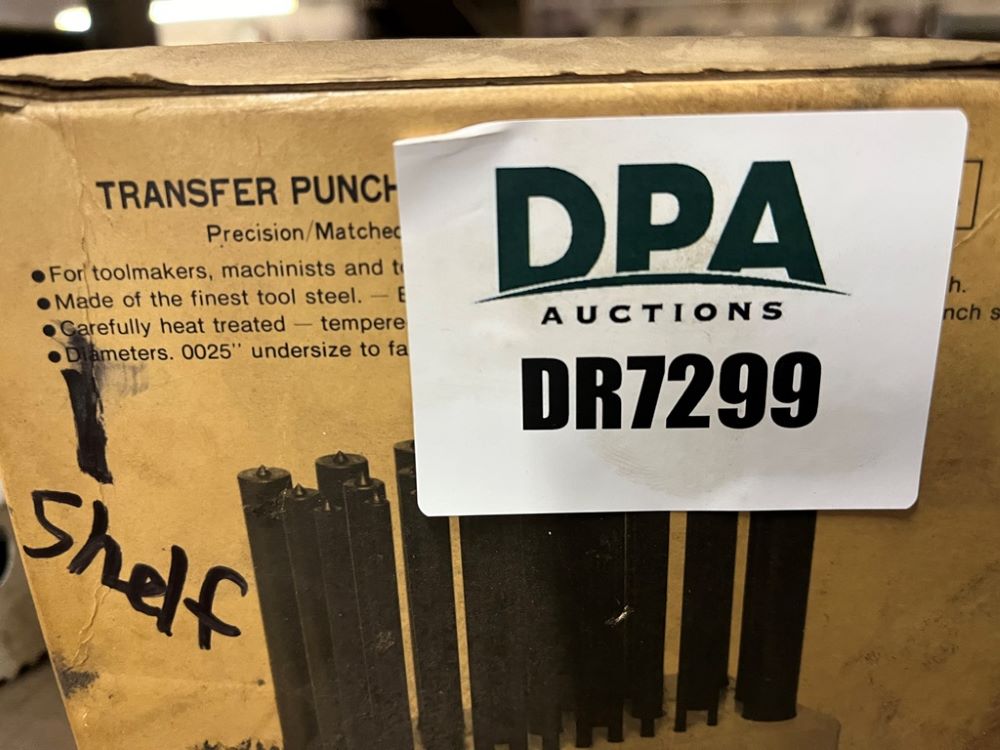 TRANSFER PUNCH
Precision/Matched
● For toolmakers, machinists and
● Made of the finest tool steel. —
● Carefully heat treated — tempere
● Diameters. 0025" undersize to fa
h.
nch s
DPA
AUCTIONS
DR7299
1
Shelf